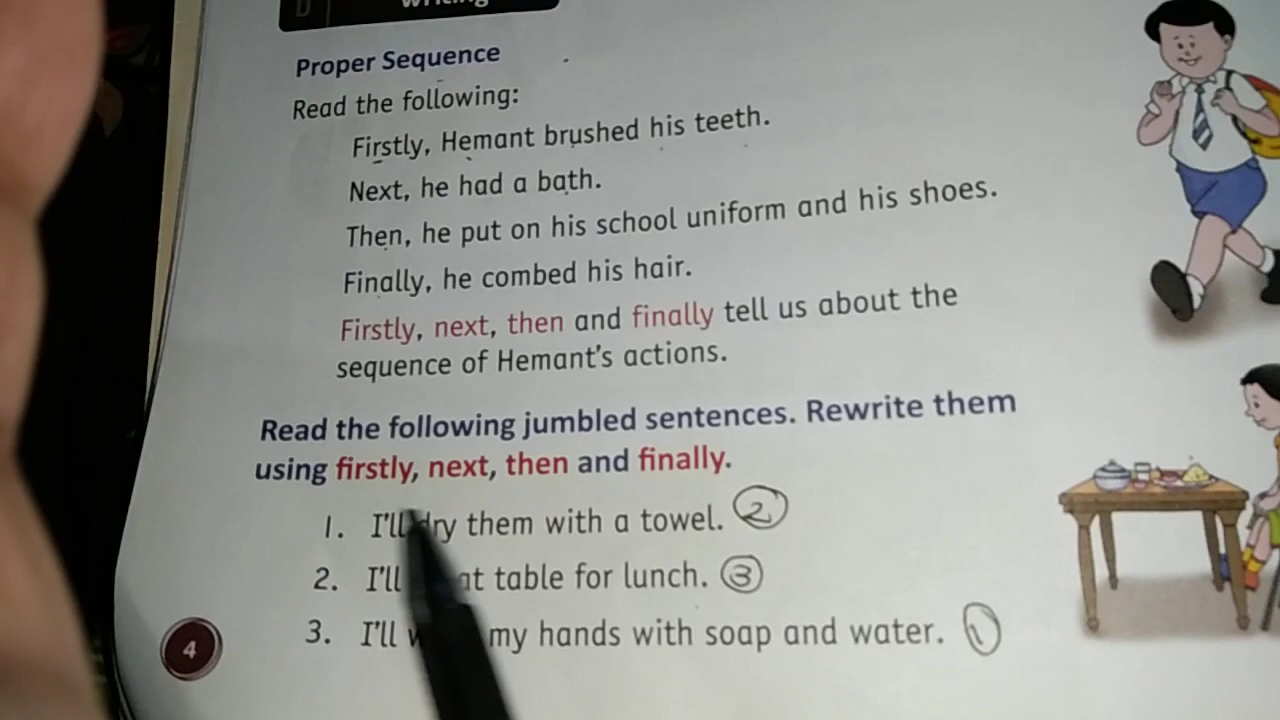 D Writing
Proper Sequence
Read the following:
Firstly, Hemant brushed his teeth.
Next, he had a bath.
Then, he put on his school uniform and his shoes.
Finally, he combed his hair.
Firstly, next, then and finally tell us about the
sequence of Hemant's actions.
Read the following jumbled sentences. Rewrite them
using firstly, next, then and finally.
1. I'll dry them with a towel. 2
2. I'll at table for lunch. 3
3. I'll my hands with soap and water. 1
4